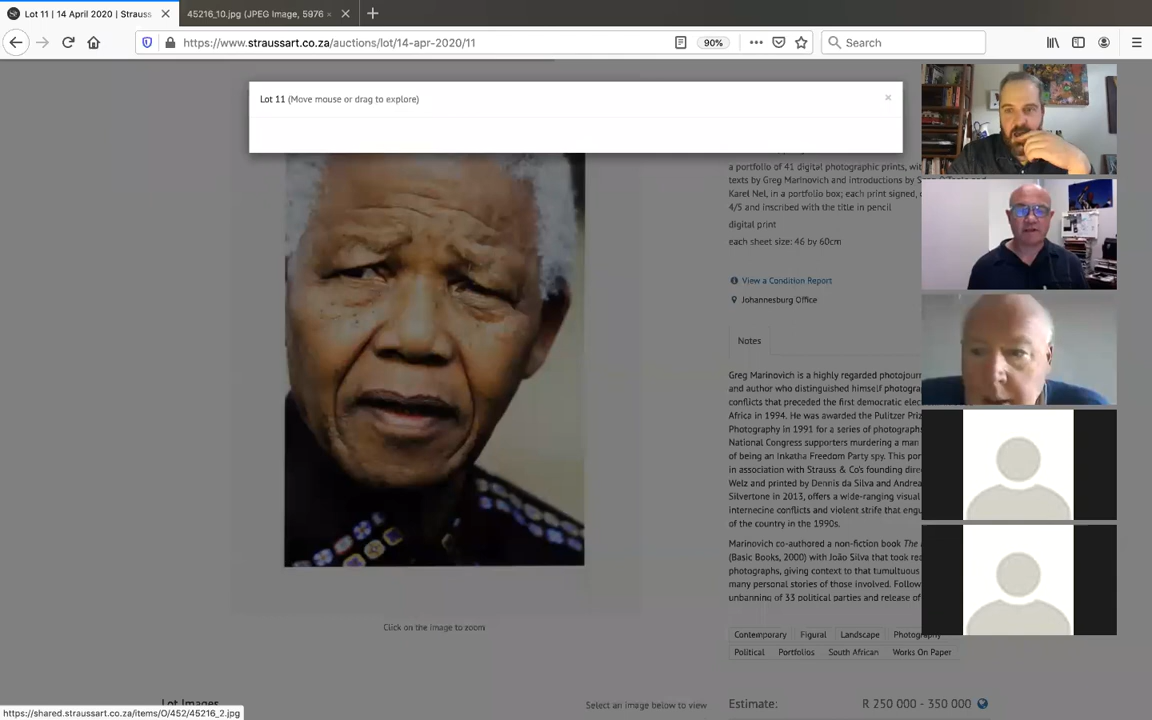 Lot 11 | 14 April 2020 | Strauss
45216_10.jpg (JPEG Image, 5976 ×
https://www.straussart.co.za/auctions/lot/14-apr-2020/11
90%
Search
Lot 11 (Move mouse or drag to explore)
a portfolio of 41 digital photographic prints, wit
texts by Greg Marinovich and introductions by S
Karel Nel, in a portfolio box; each print signed,
4/5 and inscribed with the title in pencil
digital print
each sheet size: 46 by 60cm
View a Condition Report
Johannesburg Office
Notes
Greg Marinovich is a highly regarded photojourn
and author who distinguished himself photograp
conflicts that preceded the first democratic elec
Africa in 1994. He was awarded the Pulitzer Priz
Photography in 1991 for a series of photographs
National Congress supporters murdering a man
of being an Inkatha Freedom Party spy. This por
in association with Strauss & Co's founding dire
Welz and printed by Dennis da Silva and Andrea
Silvertone in 2013, offers a wide-ranging visual
internecine conflicts and violent strife that engu
of the country in the 1990s.
Marinovich co-authored a non-fiction book The
(Basic Books, 2000) with João Silva that took rea
photographs, giving context to that tumultuous
many personal stories of those involved. Follow
unbanning of 33 political parties and release of
Click on the image to zoom
Contemporary Figural Landscape Photography
Political Portfolios South African Works On Paper
Lot Images
Select an image below to view
Estimate: R 250 000 - 350 000
https://shared.straussart.co.za/items/O/452/45216_2.jpg